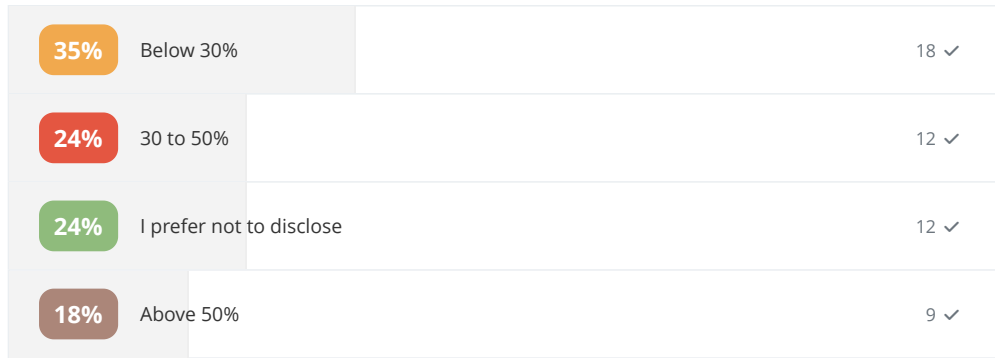 35% Below 30% 18
24% 30 to 50% 12
24% I prefer not to disclose 12
18% Above 50% 9